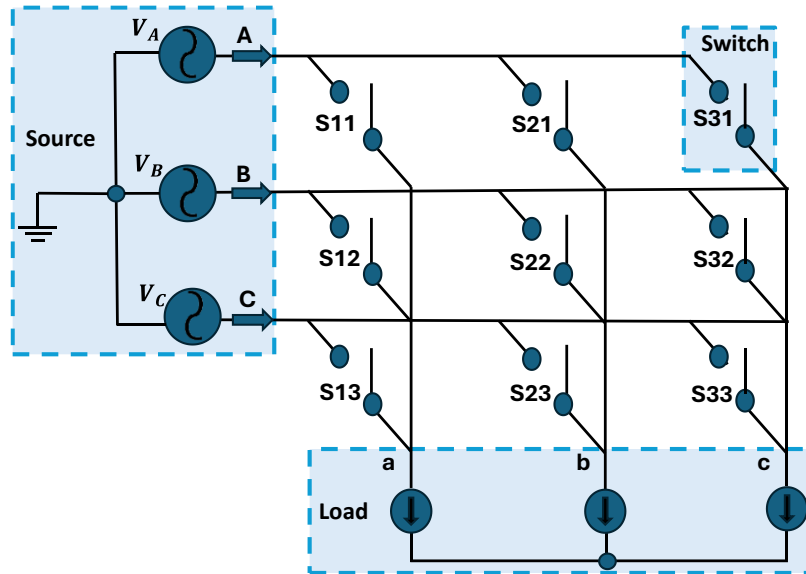 V_A
A
Switch
S11
S21
S31
Source
V_B
B
S12
S22
S32
V_C
C
S13
S23
S33
a
b
c
Load